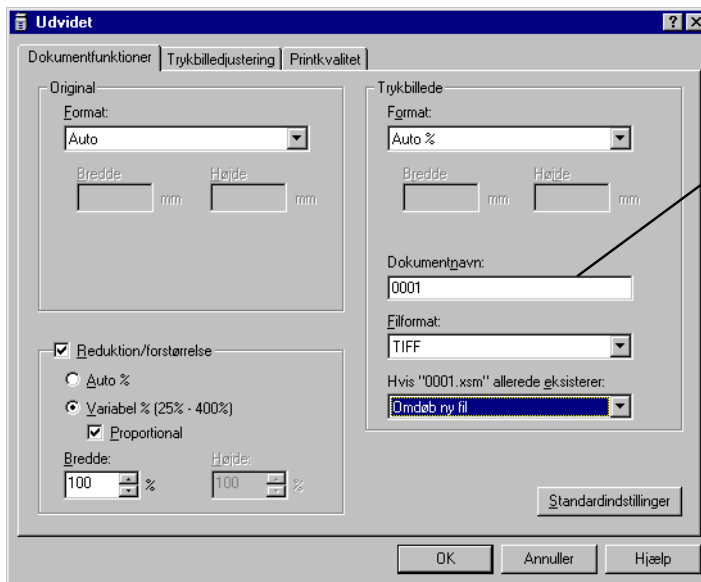 Udvidet
Dokumentfunktioner Trykbilledjustering Printkvalitet
Original
Format:
Auto
Bredde Højde
mm mm
Reduktion/forstørrelse
Auto %
Variabel % (25% - 400%)
Proportional
Bredde: Højde:
100 % 100 %
Trykbillede
Format:
Auto %
Bredde Højde
mm mm
Dokumentnavn:
0001
Filformat:
TIFF
Hvis "0001.xsm" allerede eksisterer:
Omdøb ny fil
Standardindstillinger
OK Annuller Hjælp